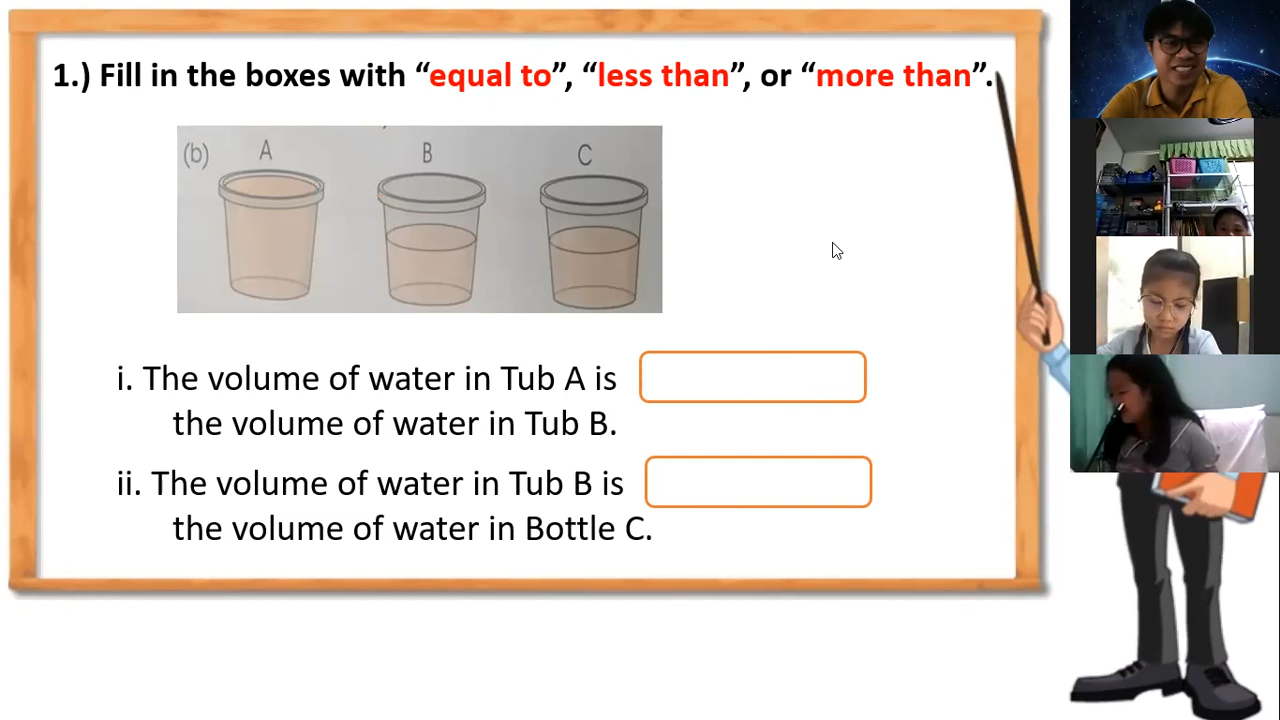 1.) Fill in the boxes with “equal to”, “less than”, or “more than”.
(b) A B C
i. The volume of water in Tub A is
the volume of water in Tub B.
ii. The volume of water in Tub B is
the volume of water in Bottle C.